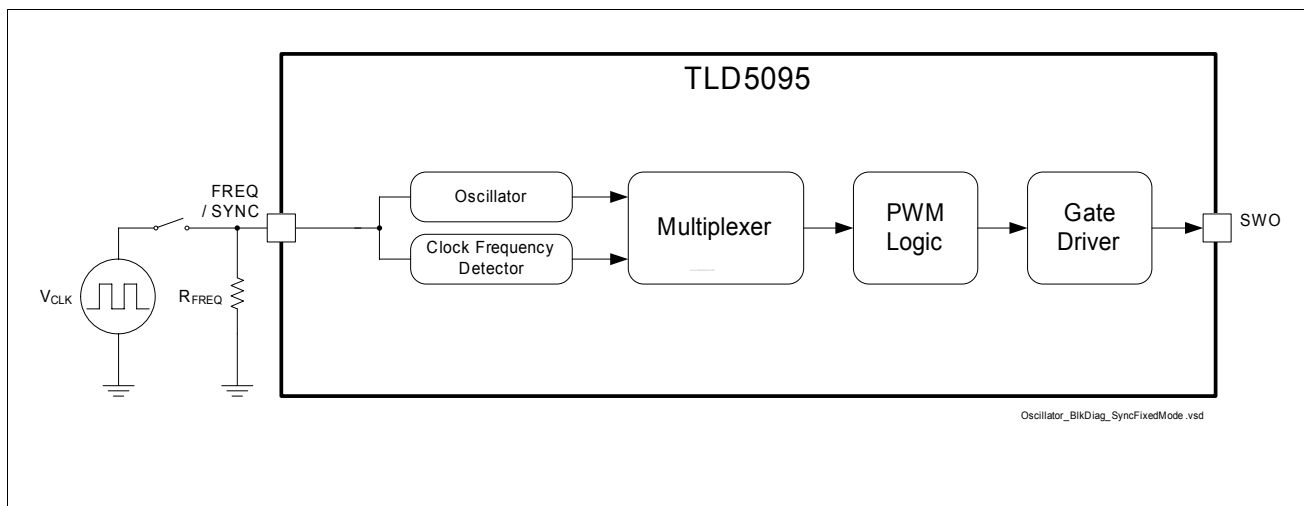 TLD5095
FREQ
/ SYNC
Oscillator
Clock Frequency
Detector
Multiplexer
PWM
Logic
Gate
Driver
SWO
VCLK
RFREQ
Oscillator_BlkDiag_SyncFixedMode.vsd